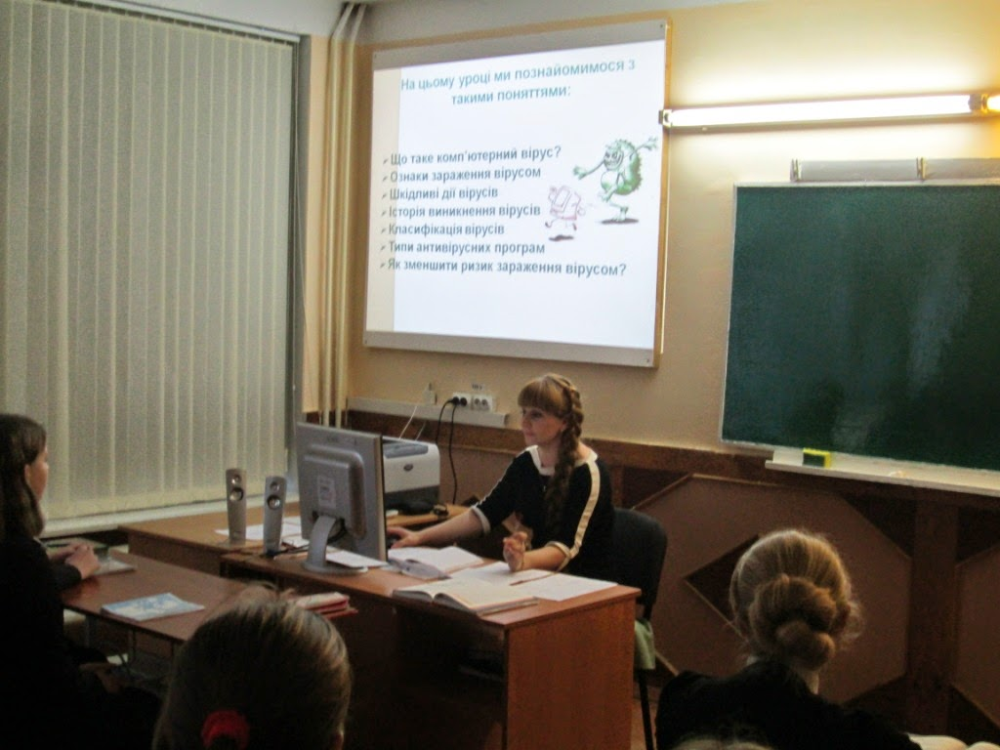 На цьому уроці ми познайомимося з
такими поняттями:
➢Що таке комп'ютерний вірус?
➢Ознаки зараження вірусом
➢Шкідливі дії вірусів
➢Історія виникнення вірусів
➢Класифікація вірусів
➢Типи антивірусних програм
➢Як зменшити ризик зараження вірусом?